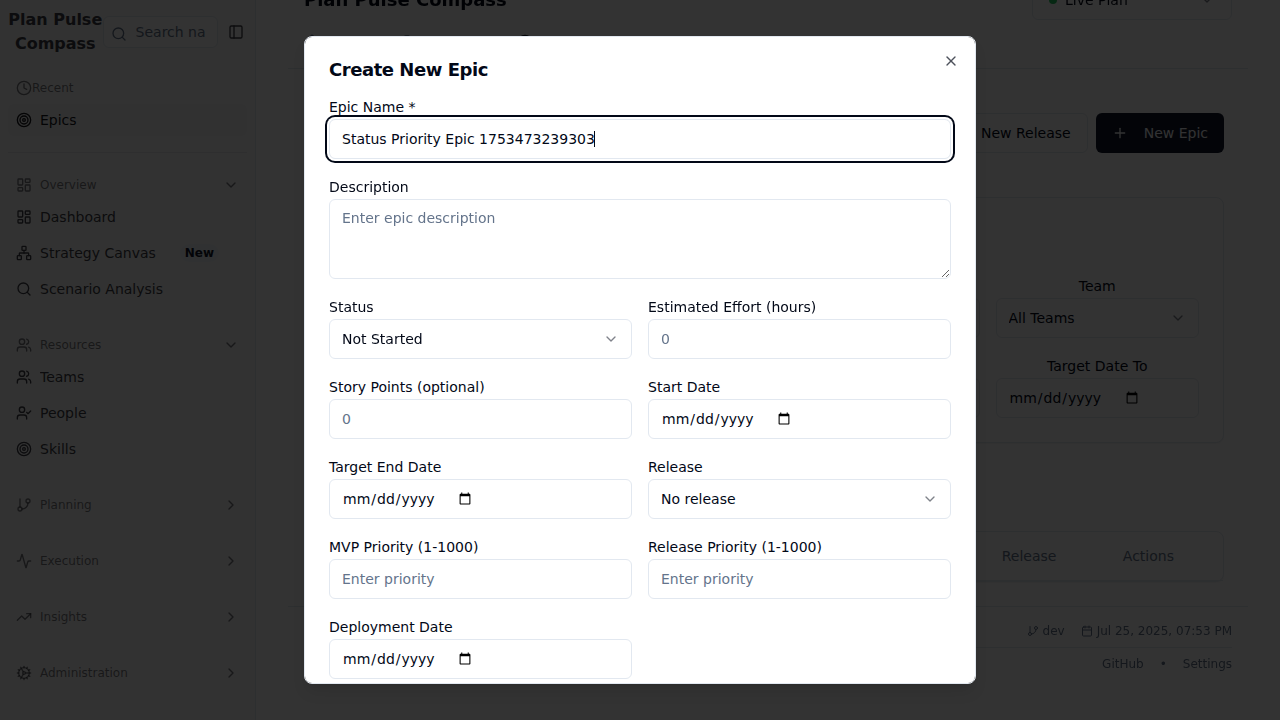 Plan Pulse
Compass
Search na
Recent
Epics
Overview
Dashboard
Strategy Canvas New
Scenario Analysis
Resources
Teams
People
Skills
Planning
Execution
Insights
Administration
Plan Pulse Compass
Live Plan
New Release
New Epic
Team
All Teams
Target Date To
mm/dd/yyyy
Release Actions
dev Jul 25, 2025, 07:53 PM
GitHub • Settings
Create New Epic
Epic Name *
Status Priority Epic 1753473239303
Description
Enter epic description
Status Estimated Effort (hours)
Not Started 0
Story Points (optional) Start Date
0 mm/dd/yyyy
Target End Date Release
mm/dd/yyyy No release
MVP Priority (1-1000) Release Priority (1-1000)
Enter priority Enter priority
Deployment Date
mm/dd/yyyy